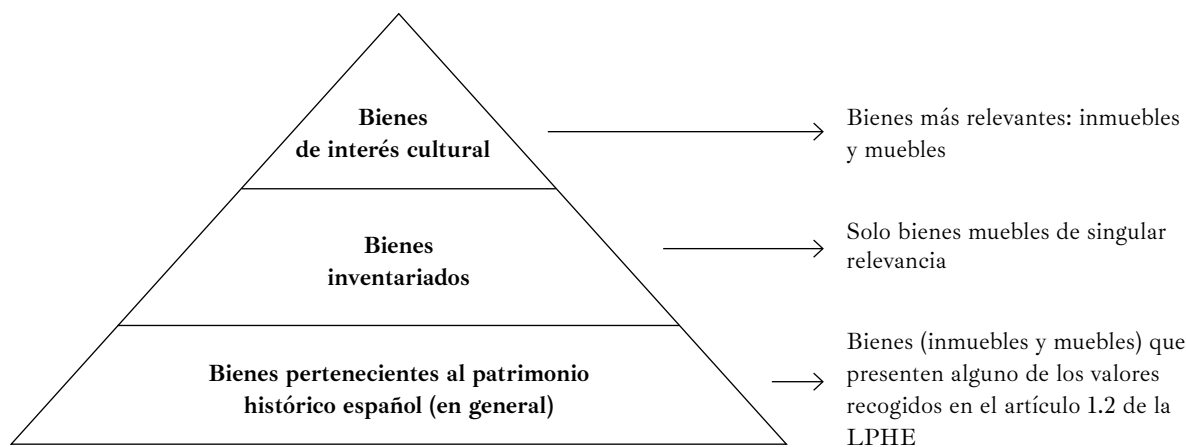 Bienes
de interés cultural
Bienes más relevantes: inmuebles
y muebles
Bienes
inventariados
Solo bienes muebles de singular
relevancia
Bienes pertenecientes al patrimonio
histórico español (en general)
Bienes (inmuebles y muebles) que
presenten alguno de los valores
recogidos en el artículo 1.2 de la
LPHE